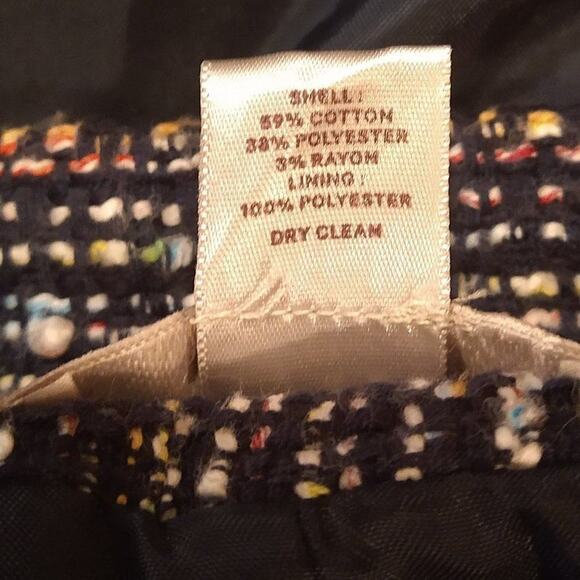 SHELL:
59% COTTON
38% POLYESTER
3% RAYON
LINING:
100% POLYESTER
DRY CLEAN